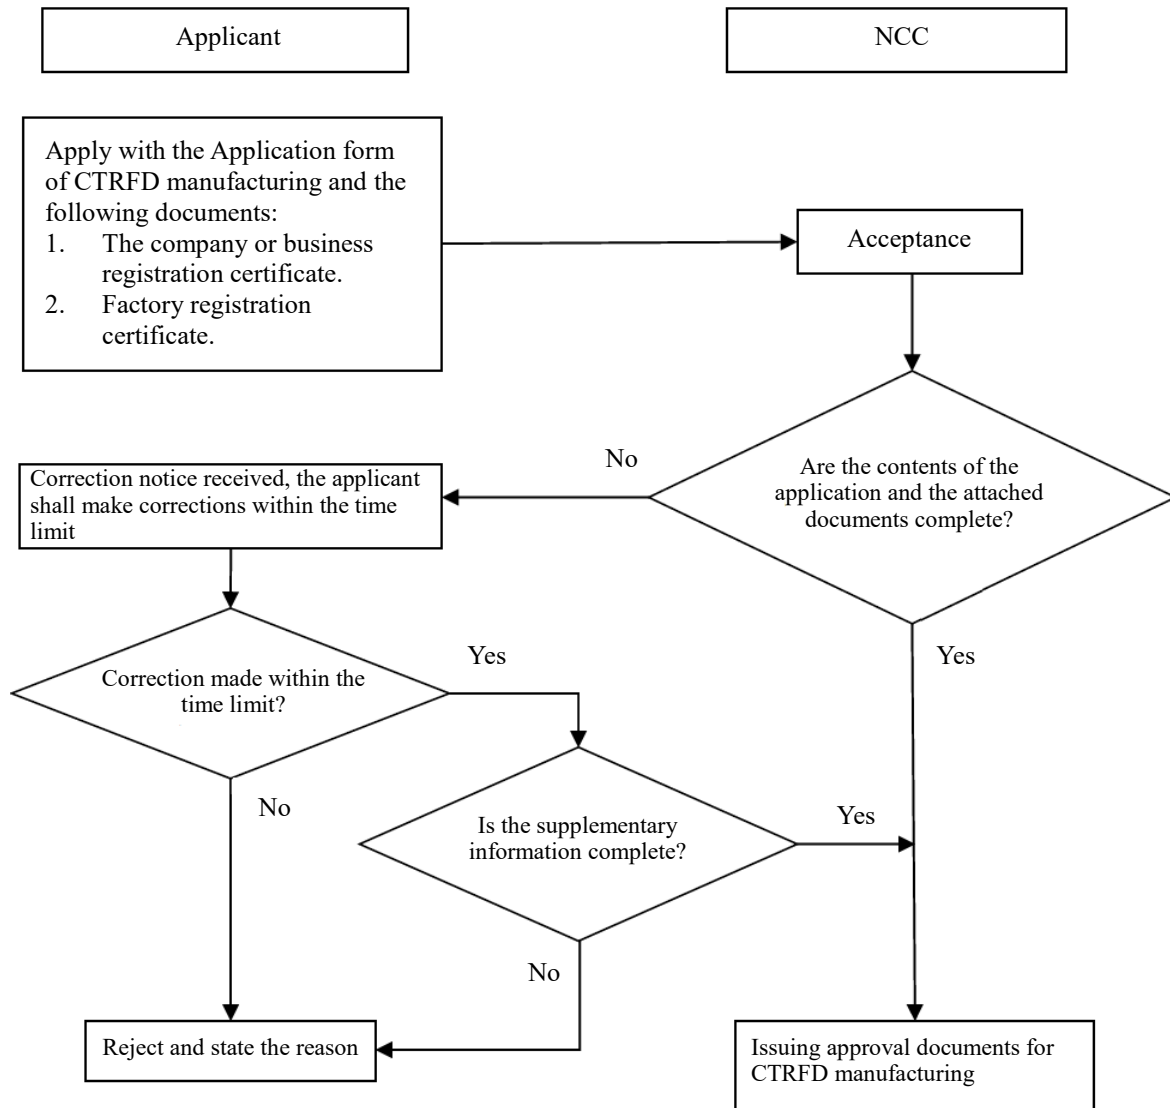 Applicant
NCC
Apply with the Application form
of CTRFD manufacturing and the
following documents:
1. The company or business
registration certificate.
2. Factory registration
certificate.
Acceptance
No
Are the contents of the
application and the attached
documents complete?
Correction notice received, the applicant
shall make corrections within the time
limit
Yes
Yes
Correction made within the
time limit?
No
Is the supplementary
information complete?
Yes
No
Reject and state the reason
Issuing approval documents for
CTRFD manufacturing